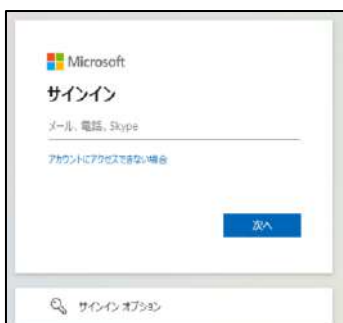 Microsoft
サインイン
メール、電話、Skype
アカウントにアクセスできない場合
次へ
サインイン オプション